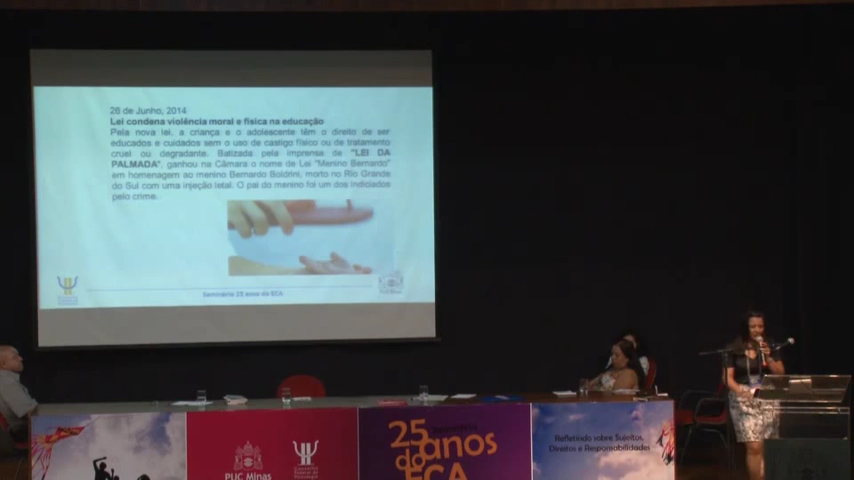 26 de Junho, 2014
Lei condena violência moral e física na educação
Pela nova lei, a criança e o adolescente têm o direito de ser
educados e cuidados sem o uso de castigo físico ou de tratamento
cruel ou degradante. Batizada pela imprensa de "LEI DA
PALMADA", ganhou na Câmara o nome de Lei "Menino Bernardo"
em homenagem ao menino Bernardo Boldrini, morto no Rio Grande
do Sul com uma injeção letal. O pai do menino foi um dos indiciados
pelo crime.
Seminário 25 anos do ECA
PUC Minas
25 anos
do ECA
Refletindo sobre Sujeitos,
Direitos e Responsabilidades